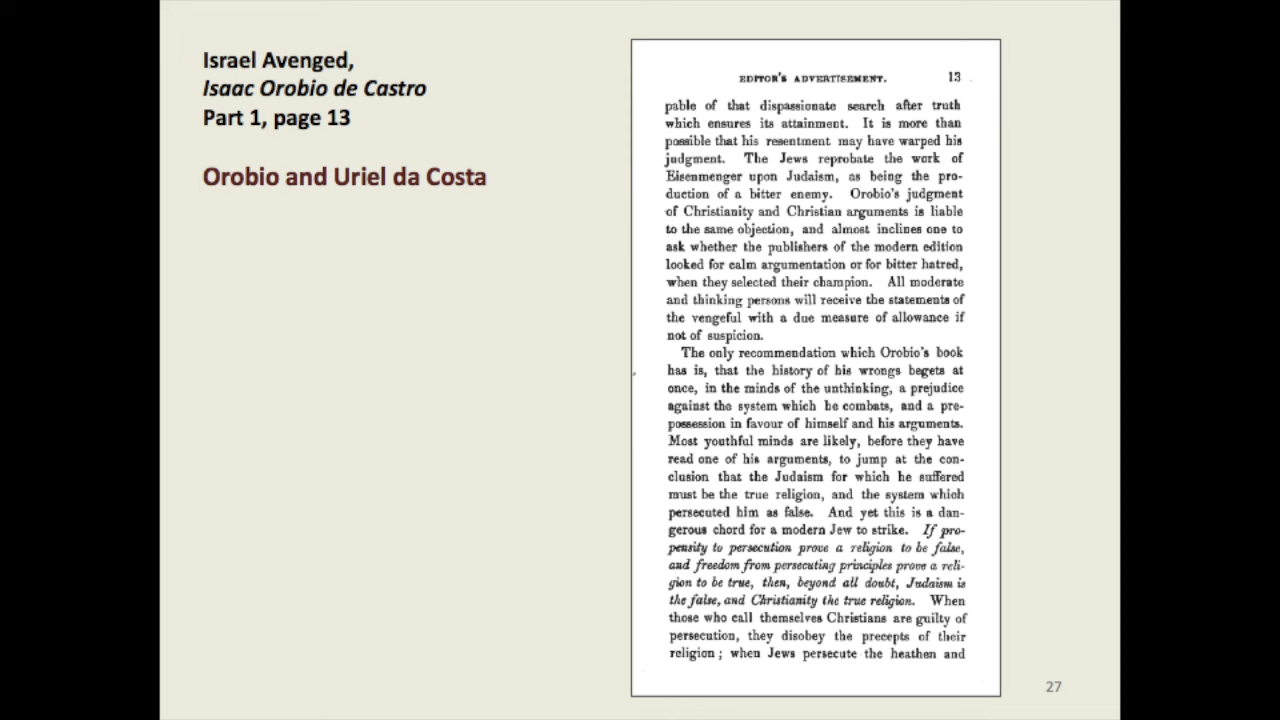 Israel Avenged,
Isaac Orobio de Castro
Part 1, page 13
Orobio and Uriel da Costa
EDITOR'S ADVERTISEMENT. 13
pable of that dispassionate search after truth
which ensures its attainment. It is more than
possible that his resentment may have warped his
judgment. The Jews reprobate the work of
Eisenmenger upon Judaism, as being the pro-
duction of a bitter enemy. Orobio's judgment
of Christianity and Christian arguments is liable
to the same objection, and almost inclines one to
ask whether the publishers of the modern edition
looked for calm argumentation or for bitter hatred,
when they selected their champion. All moderate
and thinking persons will receive the statements of
the vengeful with a due measure of allowance if
not of suspicion.
The only recommendation which Orobio's book
has is, that the history of his wrongs begets at
once, in the minds of the unthinking, a prejudice
against the system which he combats, and a pre-
possession in favour of himself and his arguments.
Most youthful minds are likely, before they have
read one of his arguments, to jump at the con-
clusion that the Judaism for which he suffered
must be the true religion, and the system which
persecuted him as false. And yet this is a dan-
gerous chord for a modern Jew to strike. If pro-
pensity to persecution prove a religion to be false,
and freedom from persecuting principles prove a reli-
gion to be true, then, beyond all doubt, Judaism is
the false, and Christianity the true religion. When
those who call themselves Christians are guilty of
persecution, they disobey the precepts of their
religion; when Jews persecute the heathen and
27